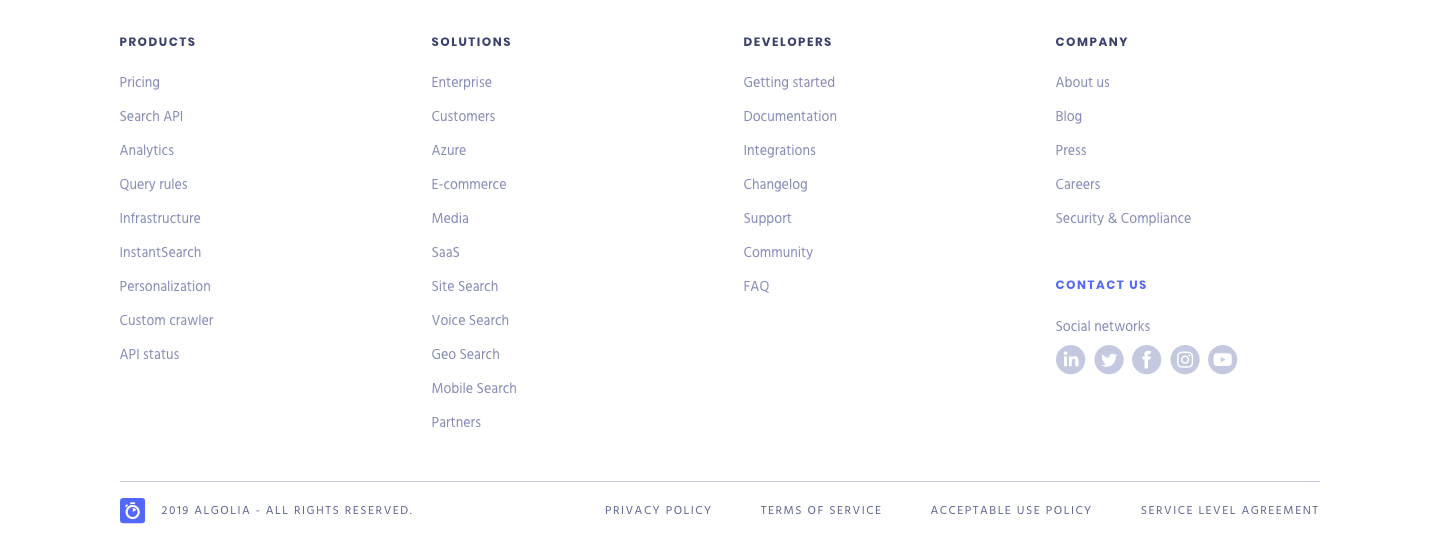 PRODUCTS
Pricing
Search API
Analytics
Query rules
Infrastructure
InstantSearch
Personalization
Custom crawler
API status
SOLUTIONS
Enterprise
Customers
Azure
E-commerce
Media
SaaS
Site Search
Voice Search
Geo Search
Mobile Search
Partners
DEVELOPERS
Getting started
Documentation
Integrations
Changelog
Support
Community
FAQ
COMPANY
About us
Blog
Press
Careers
Security & Compliance
CONTACT US
Social networks
2019 ALGOLIA - ALL RIGHTS RESERVED.
PRIVACY POLICY
TERMS OF SERVICE
ACCEPTABLE USE POLICY
SERVICE LEVEL AGREEMENT